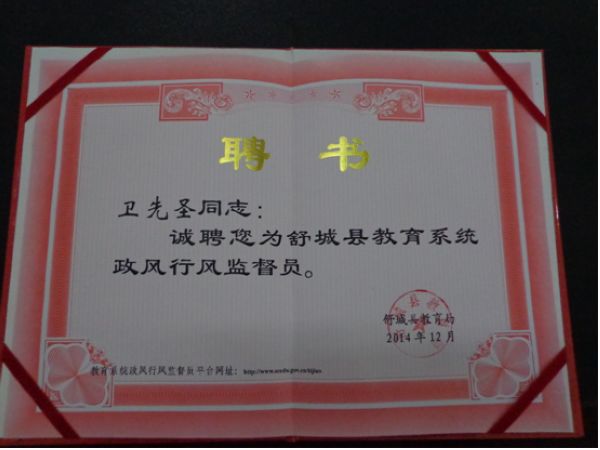 聘 书
卫先圣同志：
诚聘您为舒城县教育系统
政风行风监督员。
舒城县教育局
2014年12月
教育系统政风行风监督员平台网址：